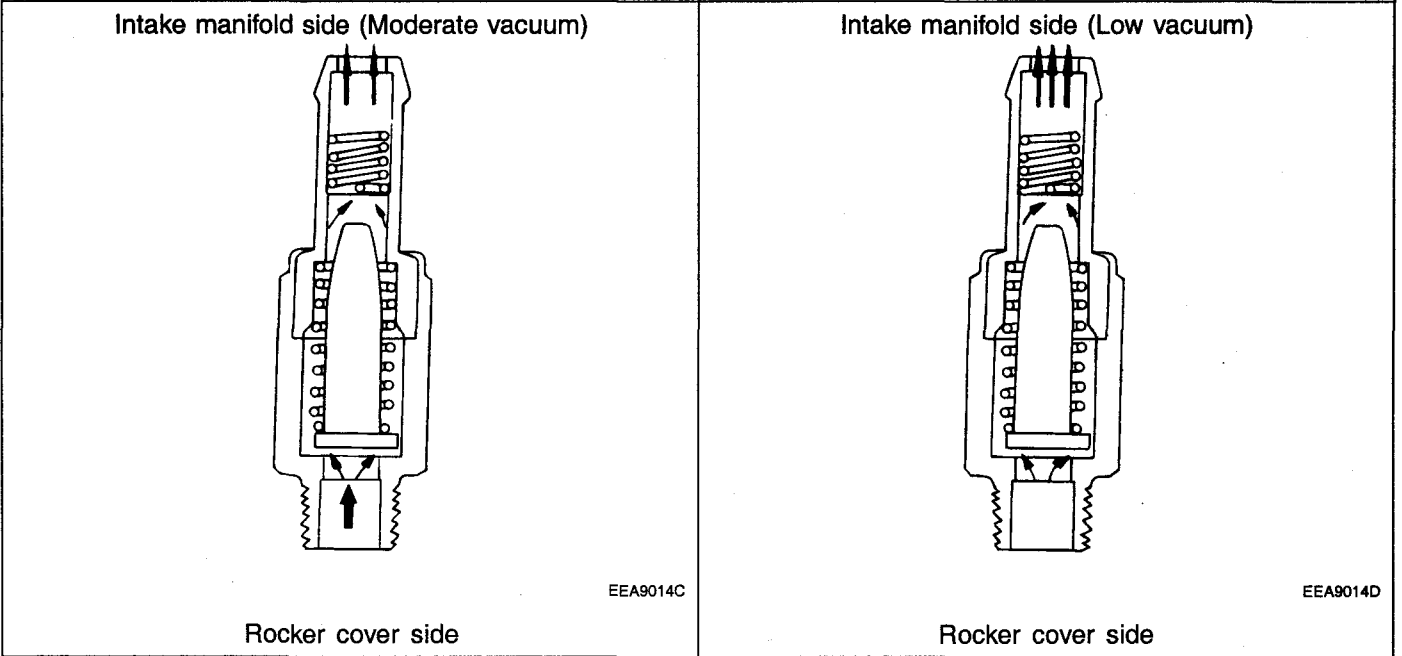 Intake manifold side (Moderate vacuum)
EEA9014C
Rocker cover side
Intake manifold side (Low vacuum)
EEA9014D
Rocker cover side